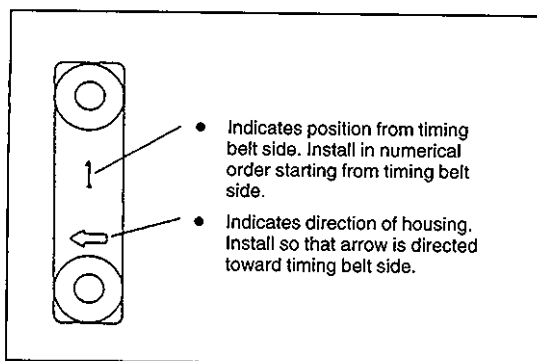 1
● Indicates position from timing
belt side. Install in numerical
order starting from timing belt
side.
● Indicates direction of housing.
Install so that arrow is directed
toward timing belt side.